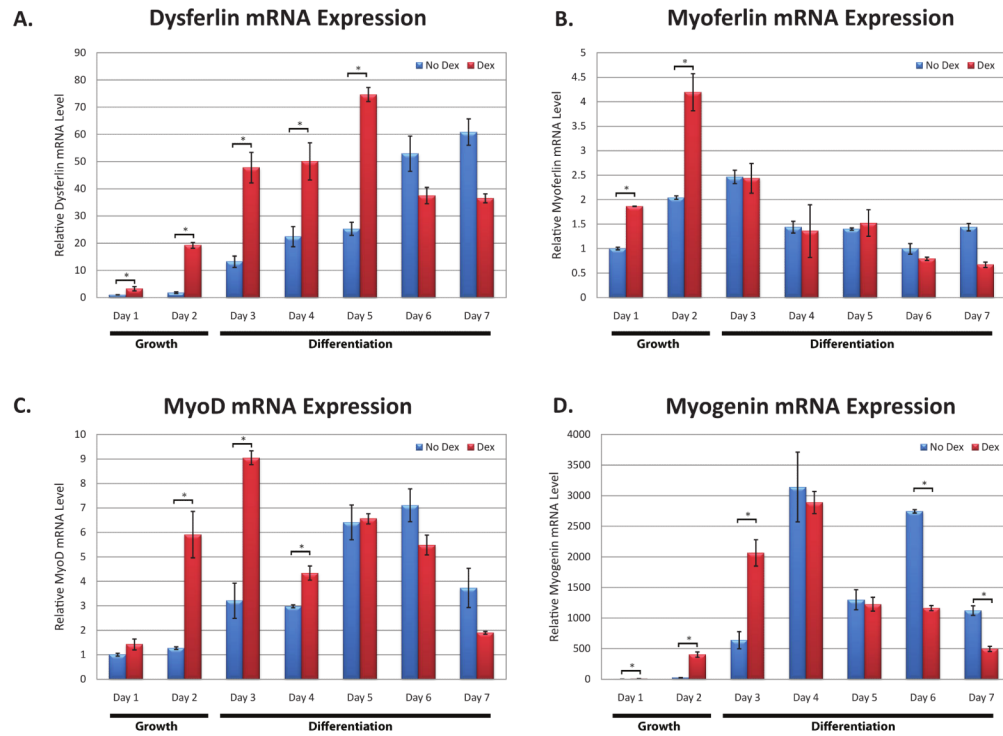 A. Dysferlin mRNA Expression
Relative Dysferlin mRNA Level
90
80
70
60
50
40
30
20
10
0
No Dex Dex
* * * * *
Day 1 Day 2 Day 3 Day 4 Day 5 Day 6 Day 7
Growth Differentiation
B. Myoferlin mRNA Expression
Relative Myoferlin mRNA Level
5
4.5
4
3.5
3
2.5
2
1.5
1
0.5
0
No Dex Dex
* *
Day 1 Day 2 Day 3 Day 4 Day 5 Day 6 Day 7
Growth Differentiation
C. MyoD mRNA Expression
Relative MyoD mRNA Level
10
9
8
7
6
5
4
3
2
1
0
No Dex Dex
* * *
Day 1 Day 2 Day 3 Day 4 Day 5 Day 6 Day 7
Growth Differentiation
D. Myogenin mRNA Expression
Relative Myogenin mRNA Level
4000
3500
3000
2500
2000
1500
1000
500
0
No Dex Dex
* * * * *
Day 1 Day 2 Day 3 Day 4 Day 5 Day 6 Day 7
Growth Differentiation